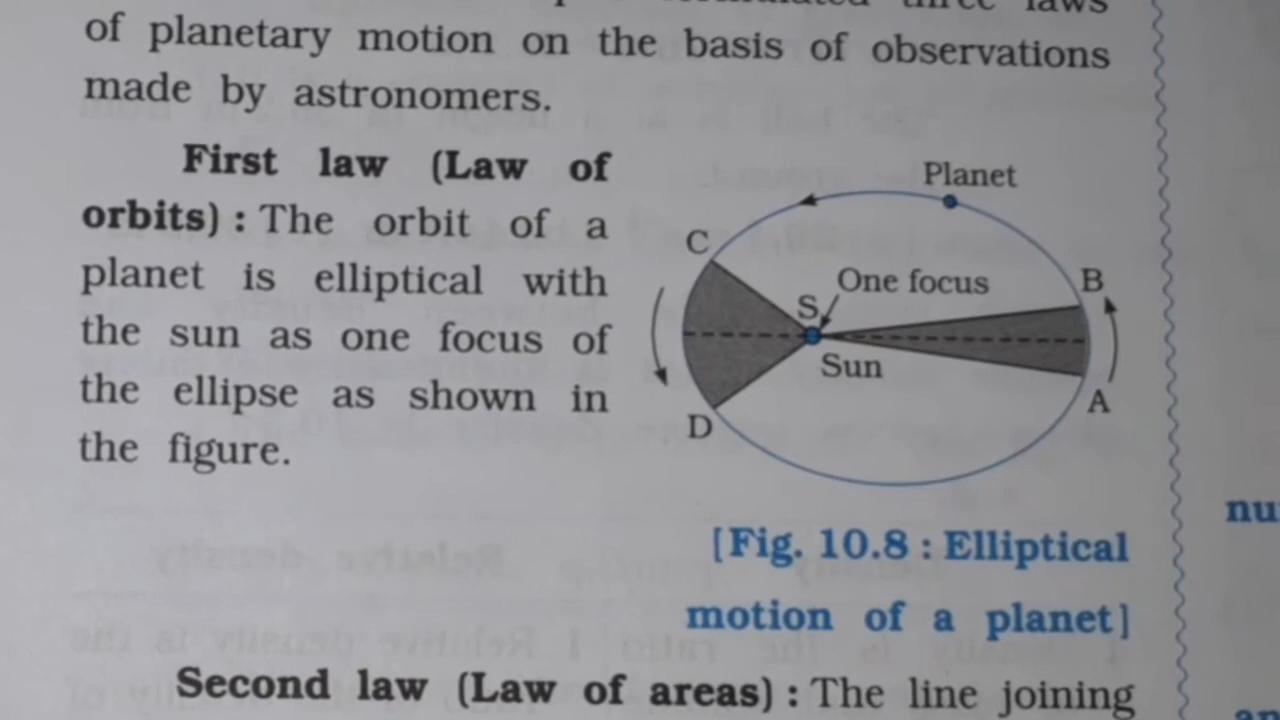 three laws
of planetary motion on the basis of observations
made by astronomers.
First law (Law of
orbits) : The orbit of a
planet is elliptical with
the sun as one focus of
the ellipse as shown in
the figure.
Planet
C
One focus
B
S
Sun
A
D
[Fig. 10.8 : Elliptical
motion of a planet]
Second law (Law of areas) : The line joining